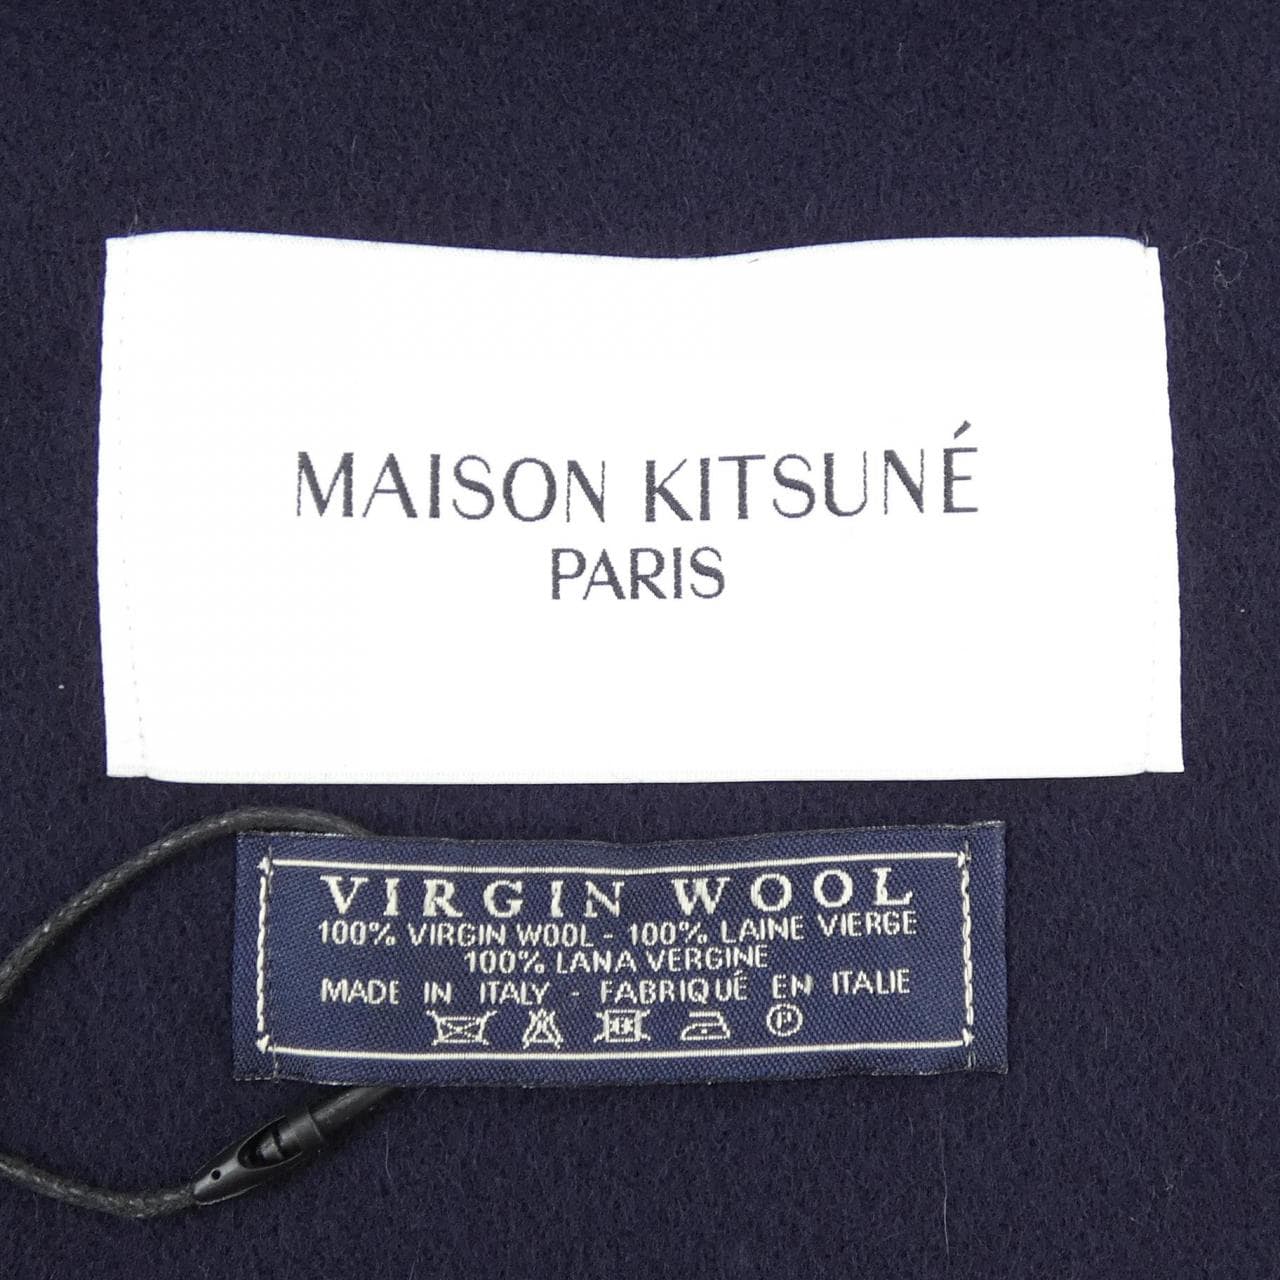 MAISON KITSUNÉ
PARIS
VIRGIN WOOL
100% VIRGIN WOOL - 100% LAINE VIERGE
100% LANA VERGINE
MADE IN ITALY - FABRIQUÉ EN ITALIE
P